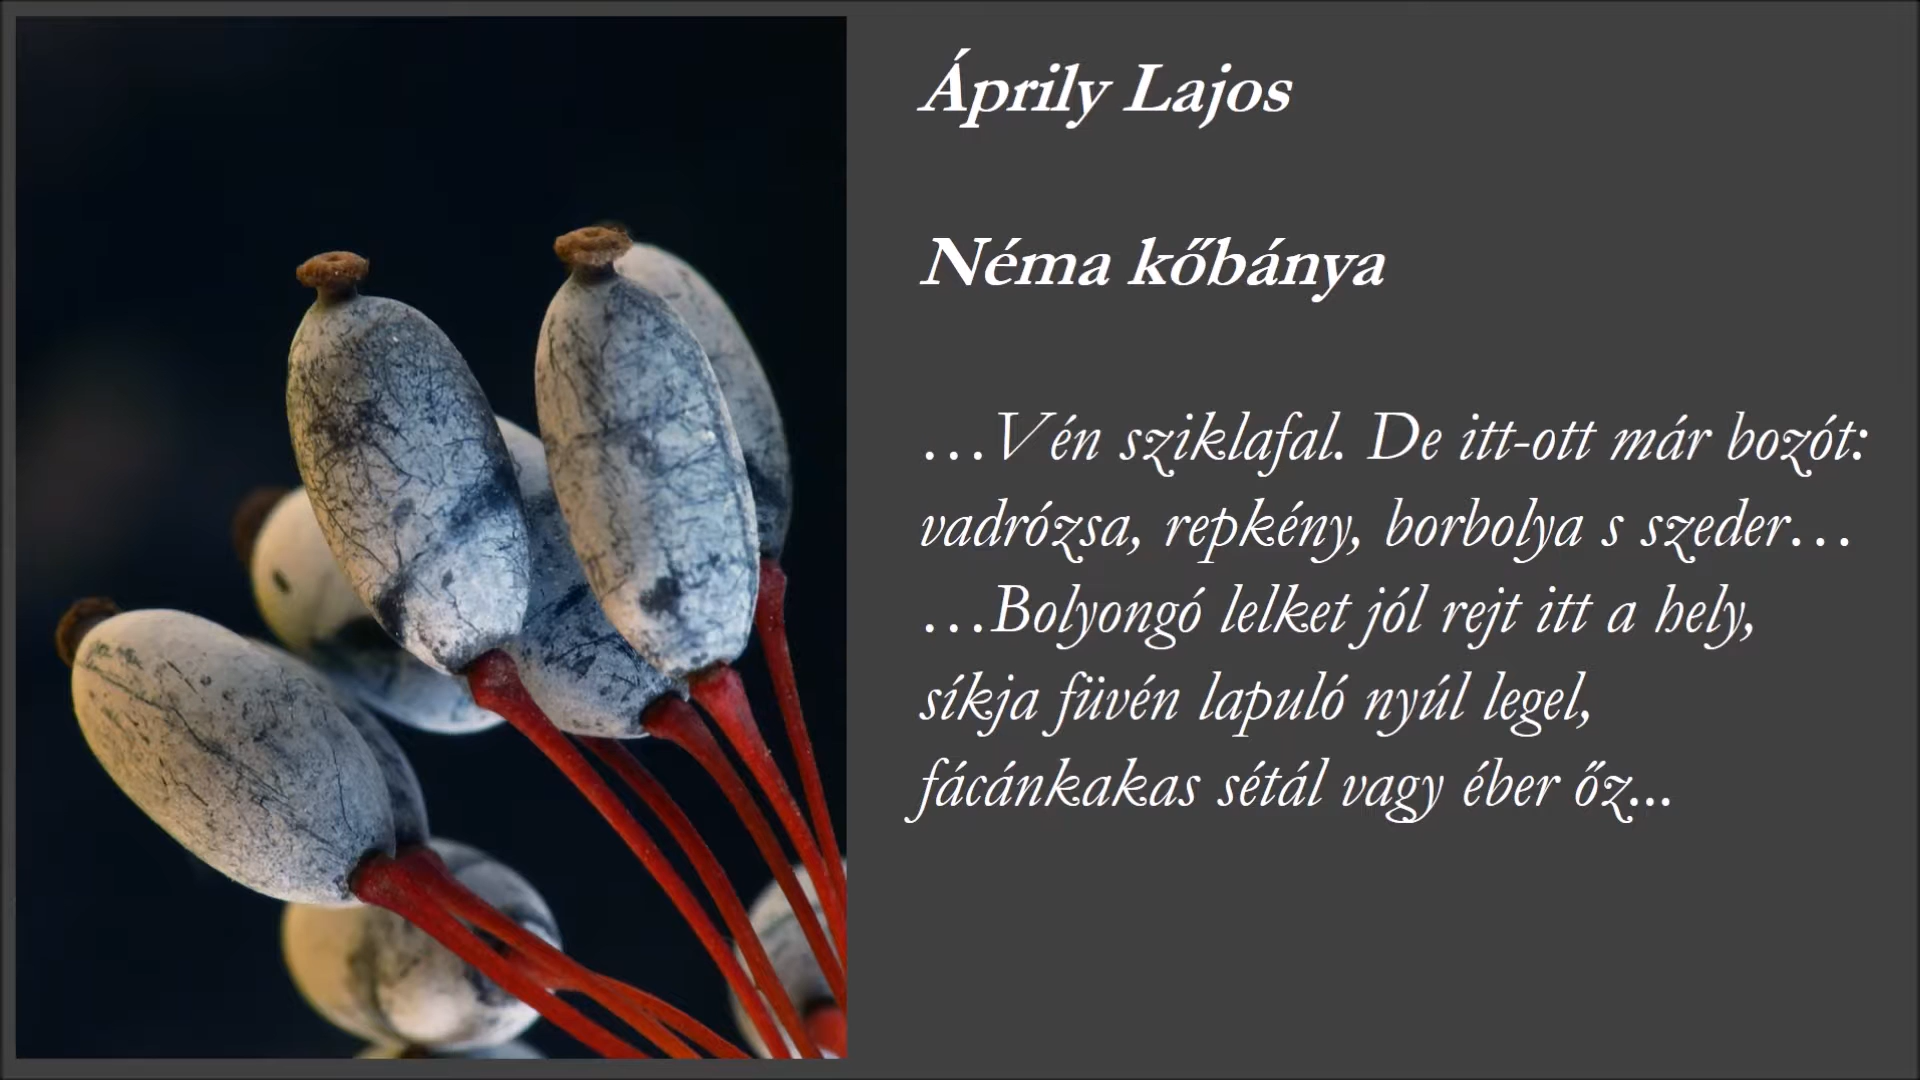 Áprily Lajos
Néma kőbánya
…Vén sziklafal. De itt-ott már bozót:
vadrózsa, repkény, borbolya s szeder…
…Bolyongó lelket jól rejt itt a hely,
síkja füvén lapuló nyúl legel,
fácánkakas sétál vagy éber őz...